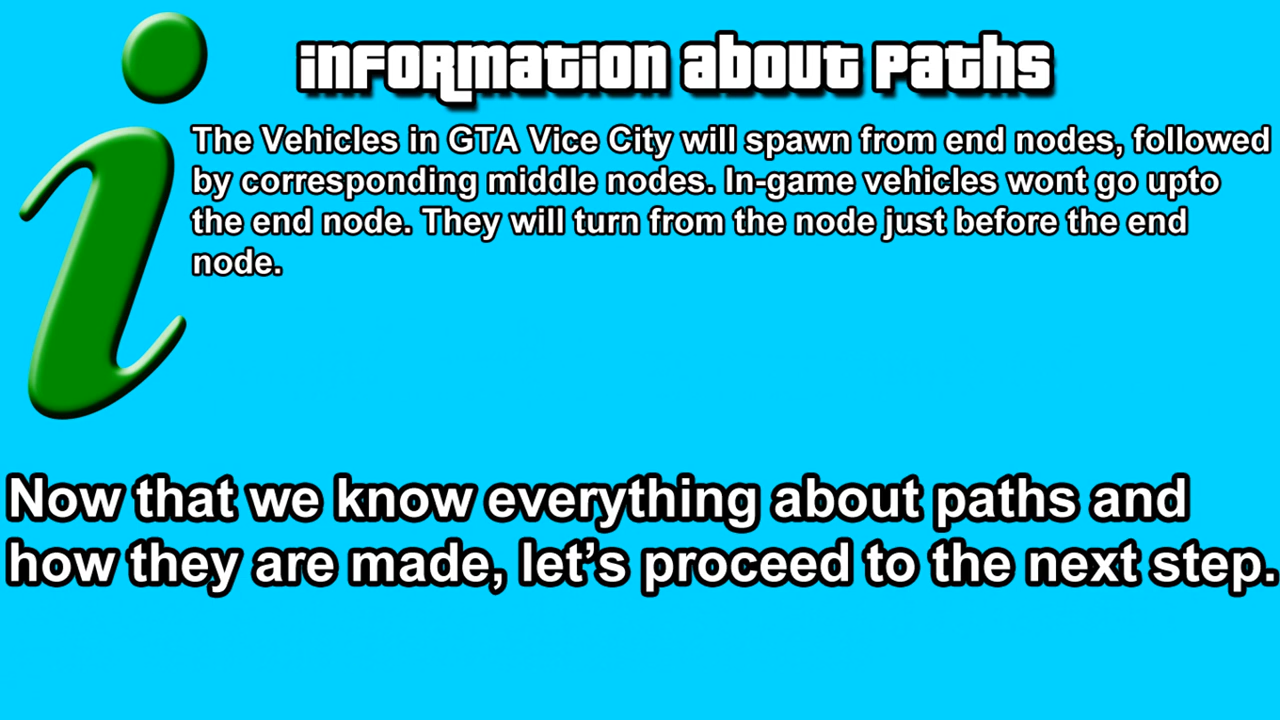 information about paths
The Vehicles in GTA Vice City will spawn from end nodes, followed
by corresponding middle nodes. In-game vehicles wont go upto
the end node. They will turn from the node just before the end
node.
Now that we know everything about paths and
how they are made, let’s proceed to the next step.